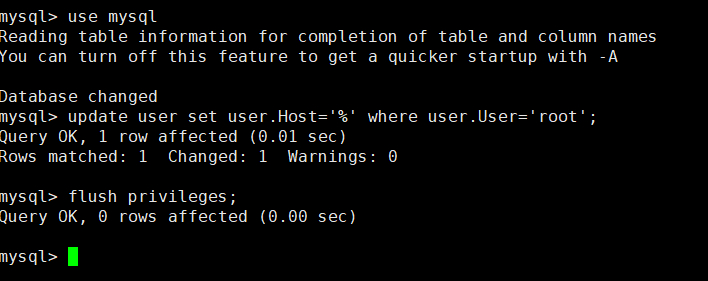 mysql> use mysql
Reading table information for completion of table and column names
You can turn off this feature to get a quicker startup with -A
Database changed
mysql> update user set user.Host='%' where user.User='root';
Query OK, 1 row affected (0.01 sec)
Rows matched: 1  Changed: 1  Warnings: 0
mysql> flush privileges;
Query OK, 0 rows affected (0.00 sec)
mysql>